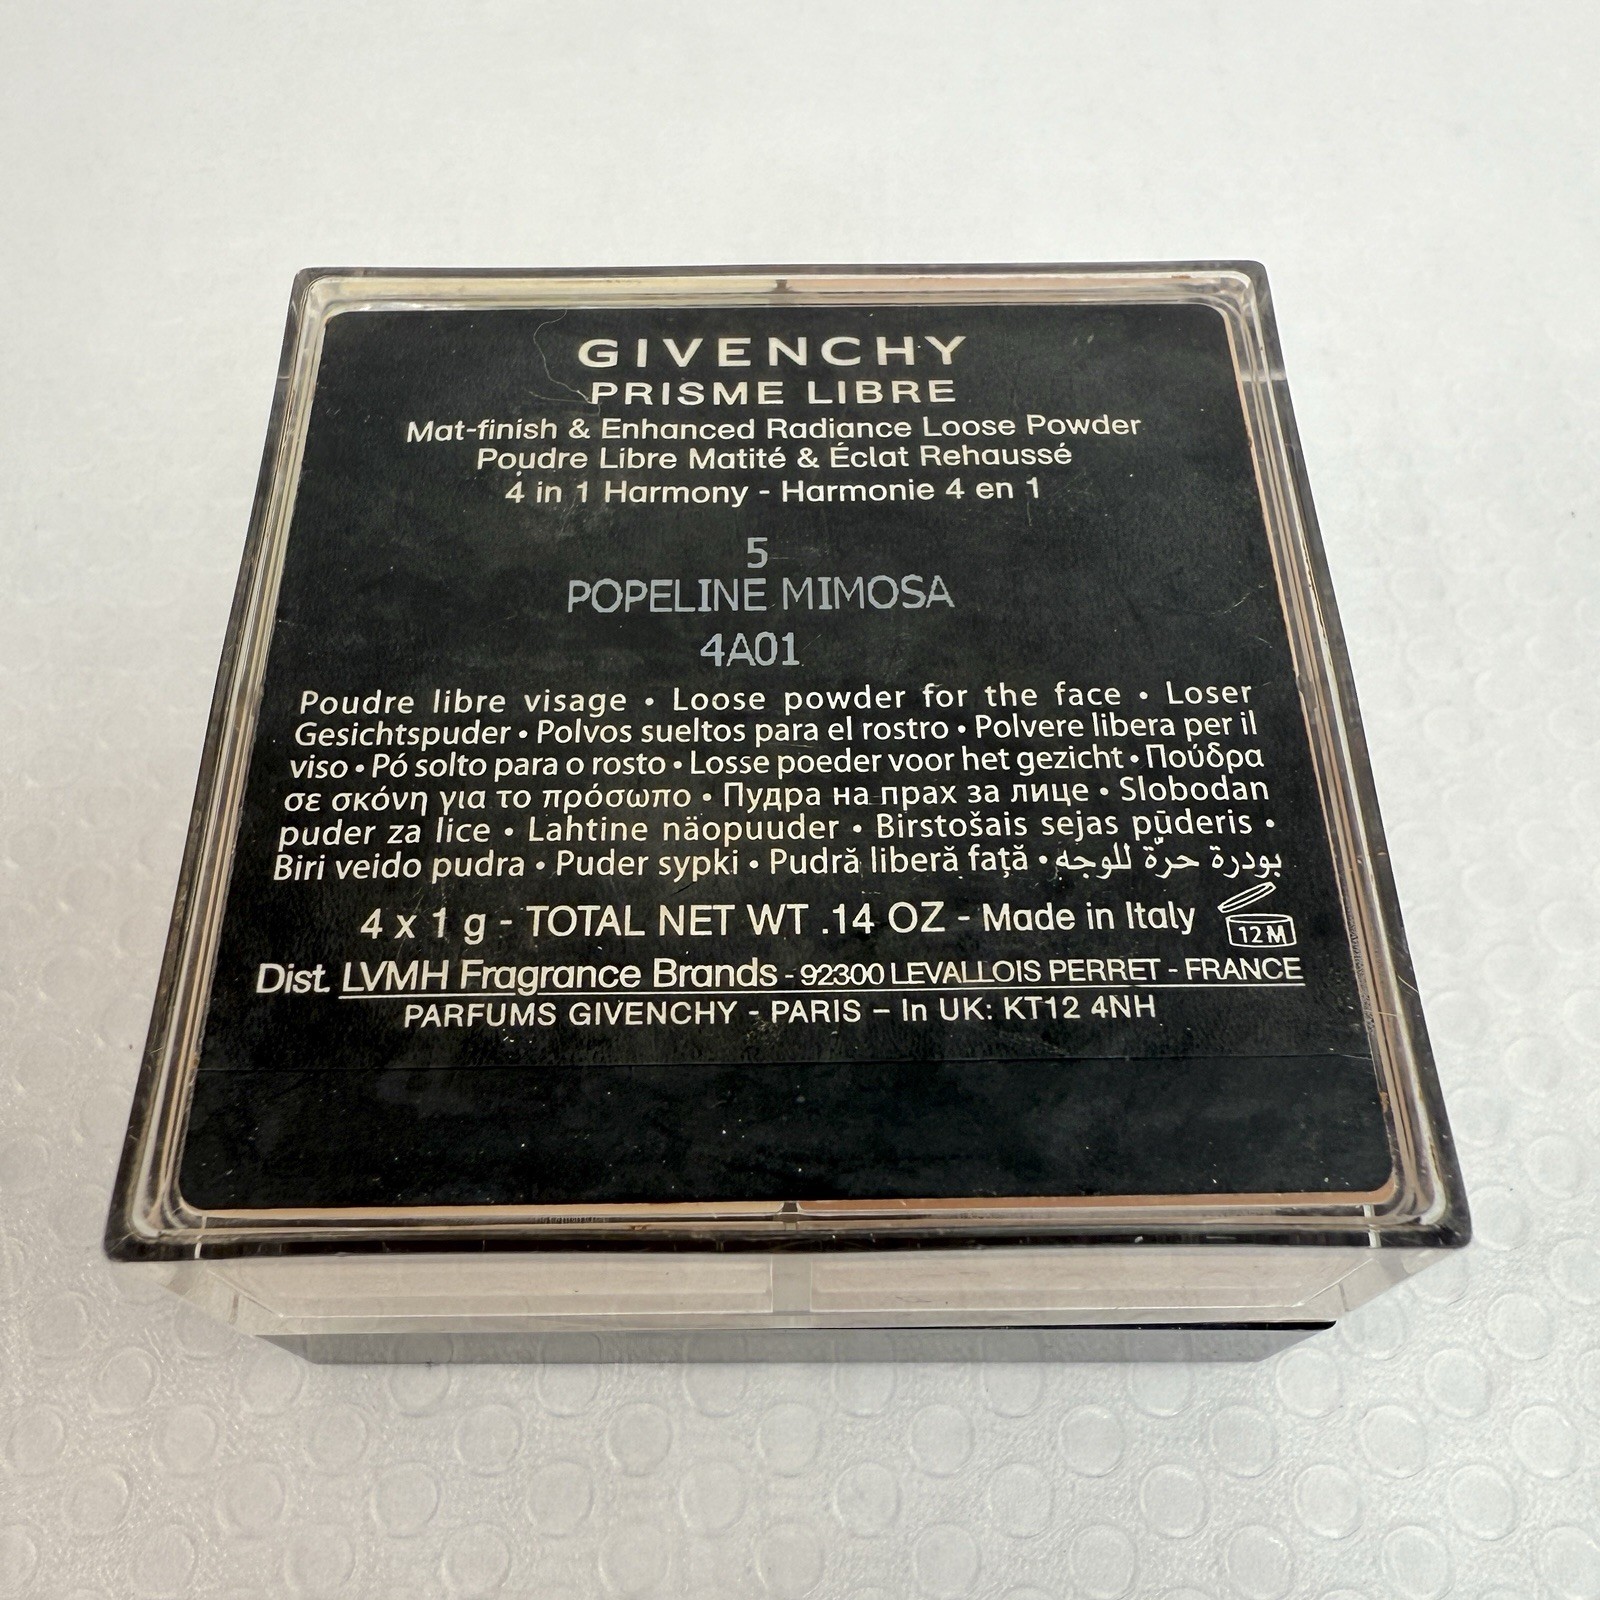 GIVENCHY
PRISME LIBRE
Mat-finish & Enhanced Radiance Loose Powder
Poudre Libre Matité & Éclat Rehaussé
4 in 1 Harmony - Harmonie 4 en 1
5
POPELINE MIMOSA
4A01
Poudre libre visage • Loose powder for the face • Loser
Gesichtspuder • Polvos sueltos para el rostro • Polvere libera per il
viso • Pó solto para o rosto • Losse poeder voor het gezicht • Πούδρα
σε σκόνη για το πρόσωπο • Пудра на прах за лице • Slobodan
puder za lice • Lahtine näopuuder • Birstošais sejas pūderis •
Biri veido pudra • Puder sypki • Pudră liberă față • بودرة حرّة للوجه
4 x 1 g - TOTAL NET WT .14 OZ - Made in Italy 12M
Dist. LVMH Fragrance Brands - 92300 LEVALLOIS PERRET - FRANCE
PARFUMS GIVENCHY - PARIS – In UK: KT12 4NH